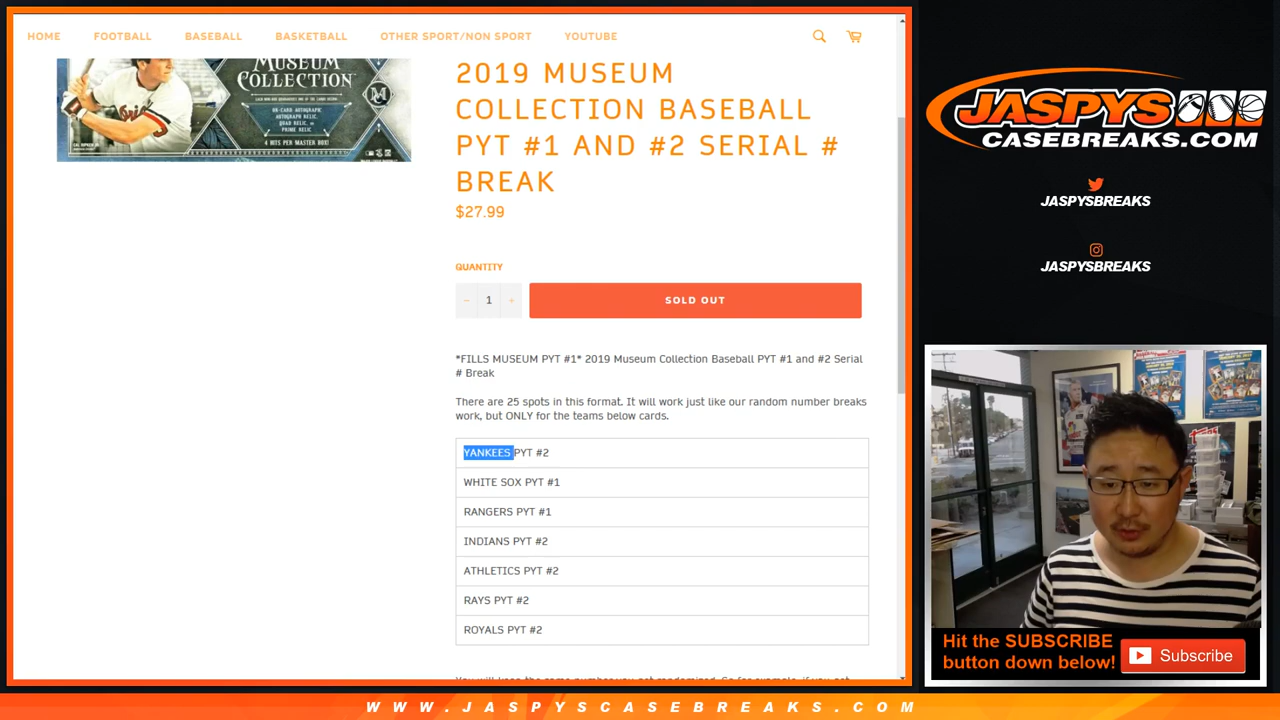 HOME FOOTBALL BASEBALL BASKETBALL OTHER SPORT/NON SPORT YOUTUBE
MUSEUM
COLLECTION
4 HITS PER MASTER BOX!
2019 MUSEUM
COLLECTION BASEBALL
PYT #1 AND #2 SERIAL #
BREAK
$27.99
QUANTITY
− 1 +
SOLD OUT
*FILLS MUSEUM PYT #1* 2019 Museum Collection Baseball PYT #1 and #2 Serial
# Break
There are 25 spots in this format. It will work just like our random number breaks
work, but ONLY for the teams below cards.
YANKEES PYT #2
WHITE SOX PYT #1
RANGERS PYT #1
INDIANS PYT #2
ATHLETICS PYT #2
RAYS PYT #2
ROYALS PYT #2
JASPYS
CASEBREAKS.COM
JASPYSBREAKS
JASPYSBREAKS
Hit the SUBSCRIBE
button down below!
Subscribe
WWW.JASPYSCASEBREAKS.COM